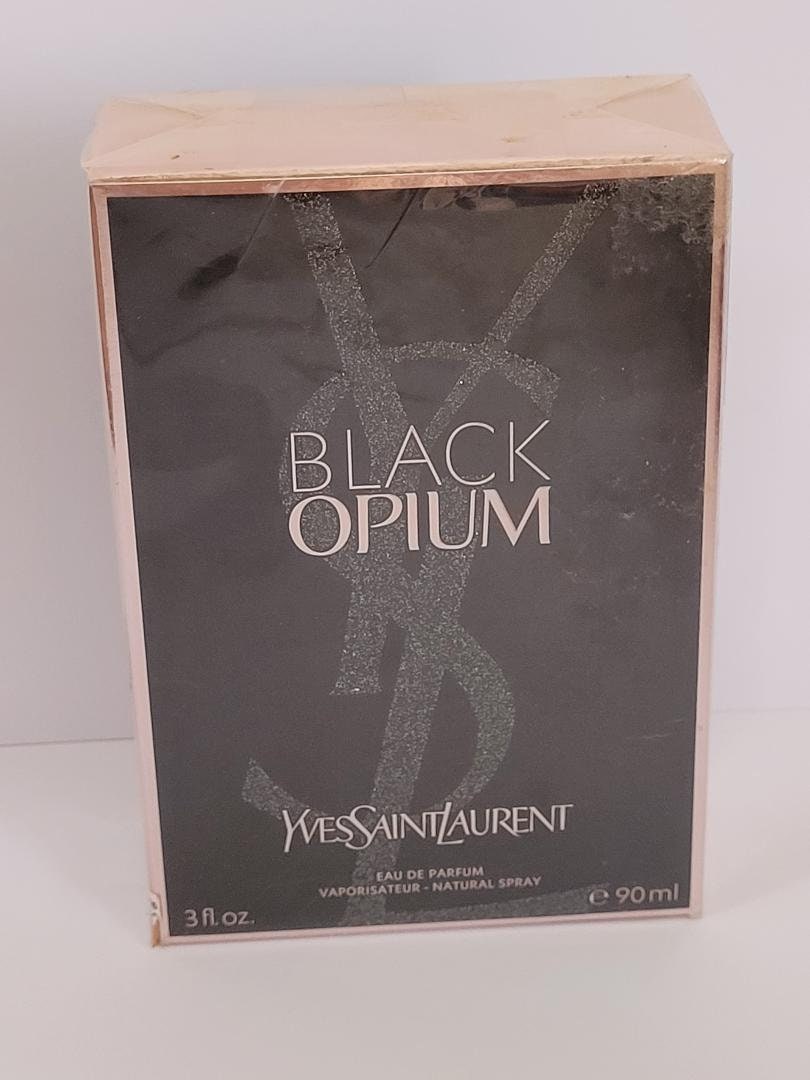 BLACK
OPIUM
YVESSAINTLAURENT
EAU DE PARFUM
VAPORISATEUR - NATURAL SPRAY
3 fl. oz.
e 90 ml